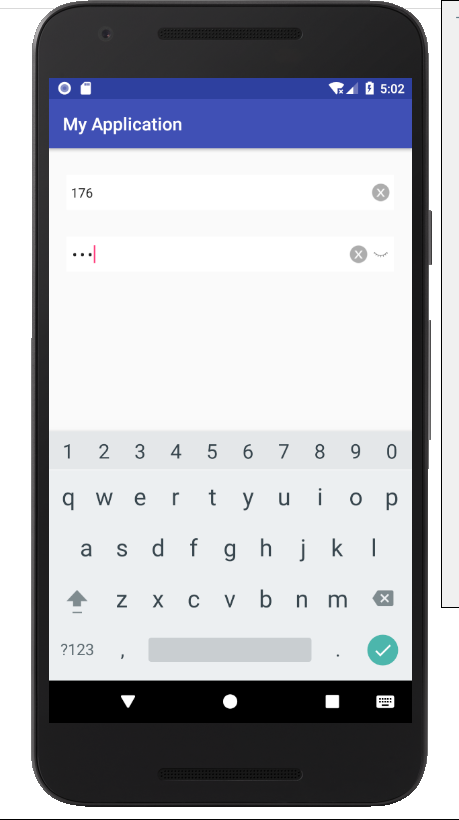 5:02
My Application
176
•••
1 2 3 4 5 6 7 8 9 0
q w e r t y u i o p
a s d f g h j k l
z x c v b n m
?123 , .